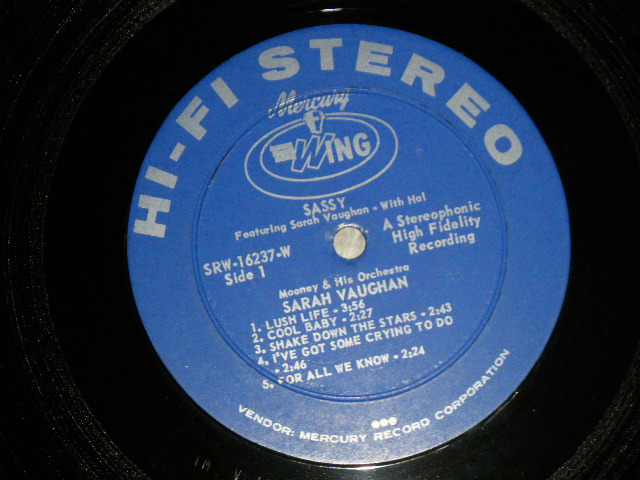 HI-FI STEREO
Mercury
WING
SASSY
Featuring Sarah Vaughan - With Hal
A Stereophonic
High Fidelity
Recording
SRW-16237-W
Side 1
Mooney & His Orchestra
SARAH VAUGHAN
1. LUSH LIFE - 3:56
2. COOL BABY - 2:27
3. SHAKE DOWN THE STARS - 2:43
4. I'VE GOT SOME CRYING TO DO
- 2:46
5. FOR ALL WE KNOW - 2:24
VENDOR: MERCURY RECORD CORPORATION